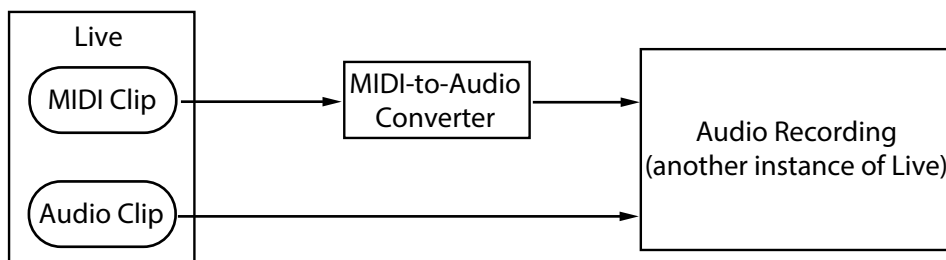 Live
MIDI Clip
MIDI-to-Audio
Converter
Audio Recording
(another instance of Live)
Audio Clip